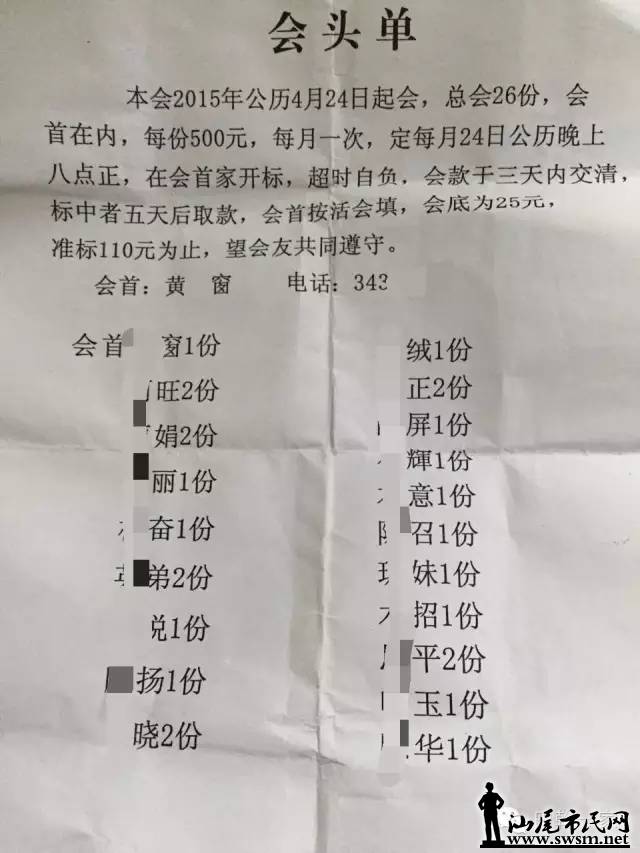 会头单
本会2015年公历4月24日起会，总会26份，会
首在内，每份500元，每月一次，定每月24日公历晚上
八点正，在会首家开标，超时自负，会款于三天内交清，
标中者五天后取款，会首按活会填，会底为25元，
准标110元为止，望会友共同遵守。
会首：黄 窗 电话：343
会首 窗1份 绒1份
旺2份 正2份
娟2份 屏1份
丽1份 輝1份
奋1份 意1份
弟2份 召1份
悦1份 妹1份
扬1份 招1份
晓2份 平2份
玉1份
华1份
汕尾市民网
www.swsm.net